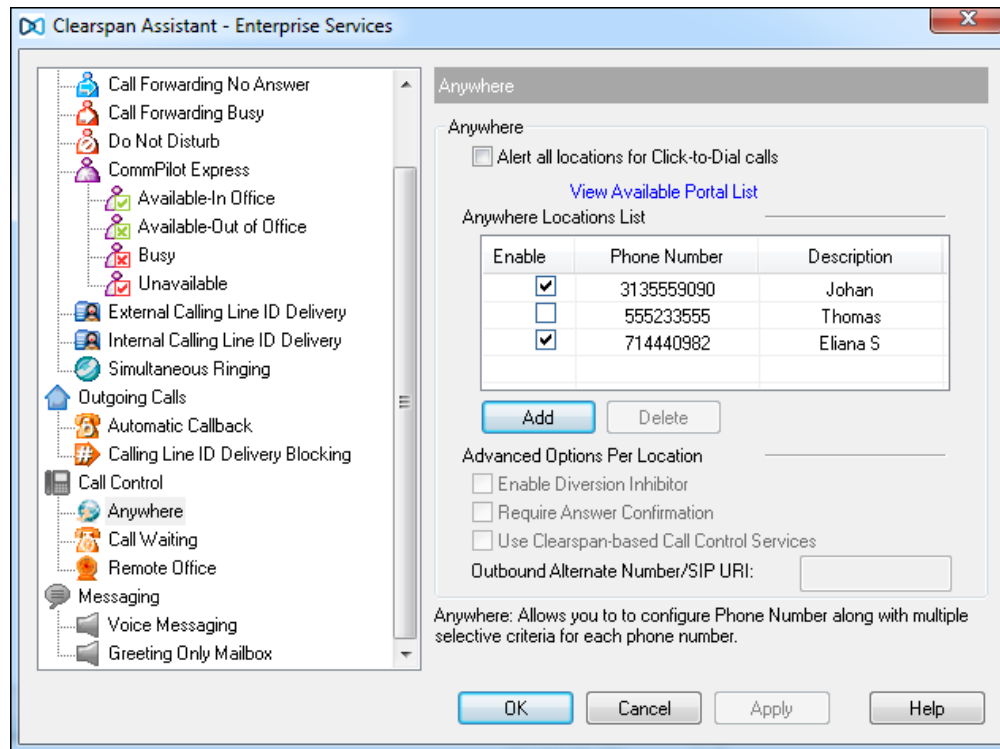 Clearspan Assistant - Enterprise Services
Call Forwarding No Answer
Call Forwarding Busy
Do Not Disturb
CommPilot Express
Available-In Office
Available-Out of Office
Busy
Unavailable
External Calling Line ID Delivery
Internal Calling Line ID Delivery
Simultaneous Ringing
Outgoing Calls
Automatic Callback
Calling Line ID Delivery Blocking
Call Control
Anywhere
Call Waiting
Remote Office
Messaging
Voice Messaging
Greeting Only Mailbox
Anywhere
Anywhere
Alert all locations for Click-to-Dial calls
View Available Portal List
Anywhere Locations List
Enable Phone Number Description
3135559090 Johan
555233555 Thomas
714440982 Eliana S
Add Delete
Advanced Options Per Location
Enable Diversion Inhibitor
Require Answer Confirmation
Use Clearspan-based Call Control Services
Outbound Alternate Number/SIP URI:
Anywhere: Allows you to to configure Phone Number along with multiple
selective criteria for each phone number.
OK Cancel Apply Help